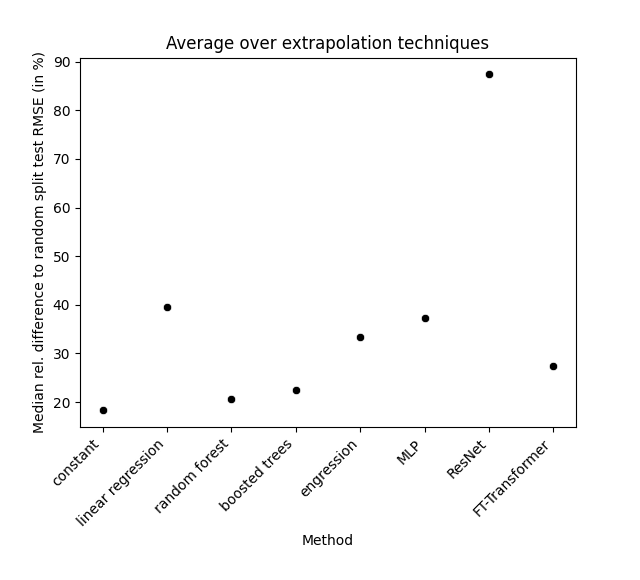 Average over extrapolation techniques
Median rel. difference to random split test RMSE (in %)
90
80
70
60
50
40
30
20
constant
linear regression
random forest
boosted trees
engression
MLP
ResNet
FT-Transformer
Method